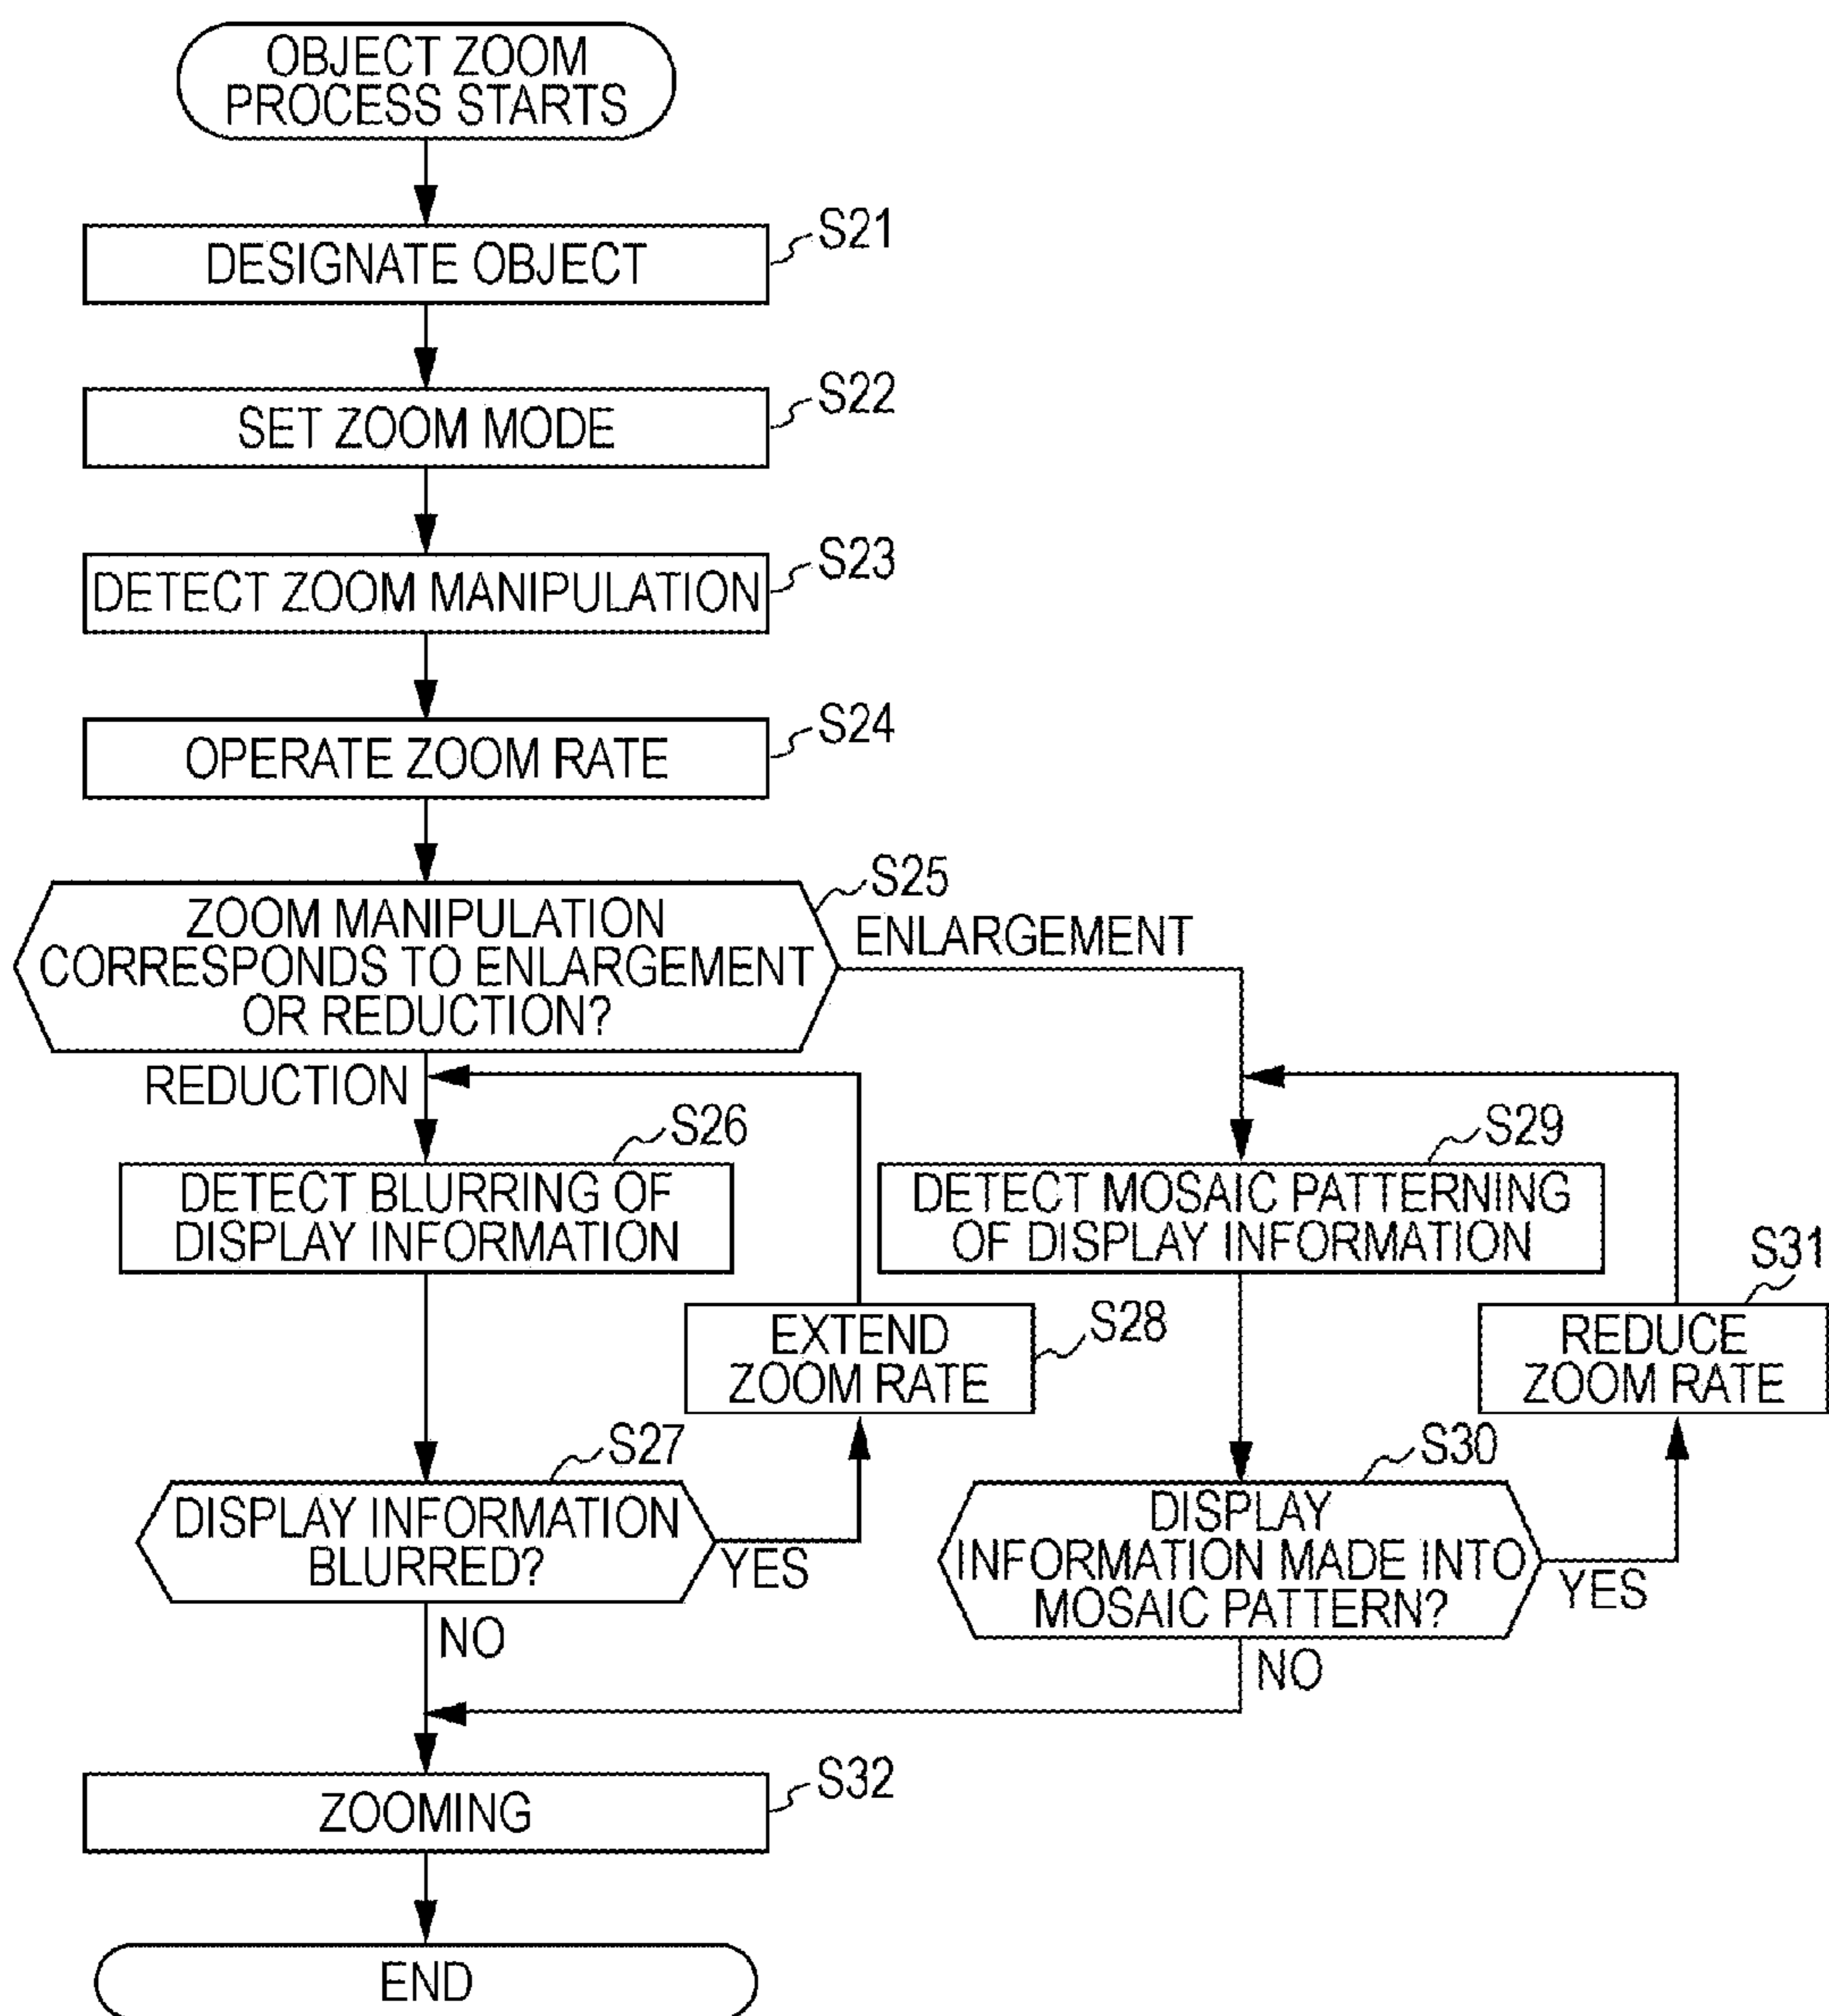 OBJECT ZOOM
PROCESS STARTS
S21
DESIGNATE OBJECT
S22
SET ZOOM MODE
S23
DETECT ZOOM MANIPULATION
S24
OPERATE ZOOM RATE
S25
ZOOM MANIPULATION
CORRESPONDS TO ENLARGEMENT
OR REDUCTION?
ENLARGEMENT
REDUCTION
S26
DETECT BLURRING OF
DISPLAY INFORMATION
S29
DETECT MOSAIC PATTERNING
OF DISPLAY INFORMATION
S28
EXTEND
ZOOM RATE
S31
REDUCE
ZOOM RATE
S27
DISPLAY INFORMATION
BLURRED?
YES
NO
S30
DISPLAY
INFORMATION MADE INTO
MOSAIC PATTERN?
YES
NO
S32
ZOOMING
END